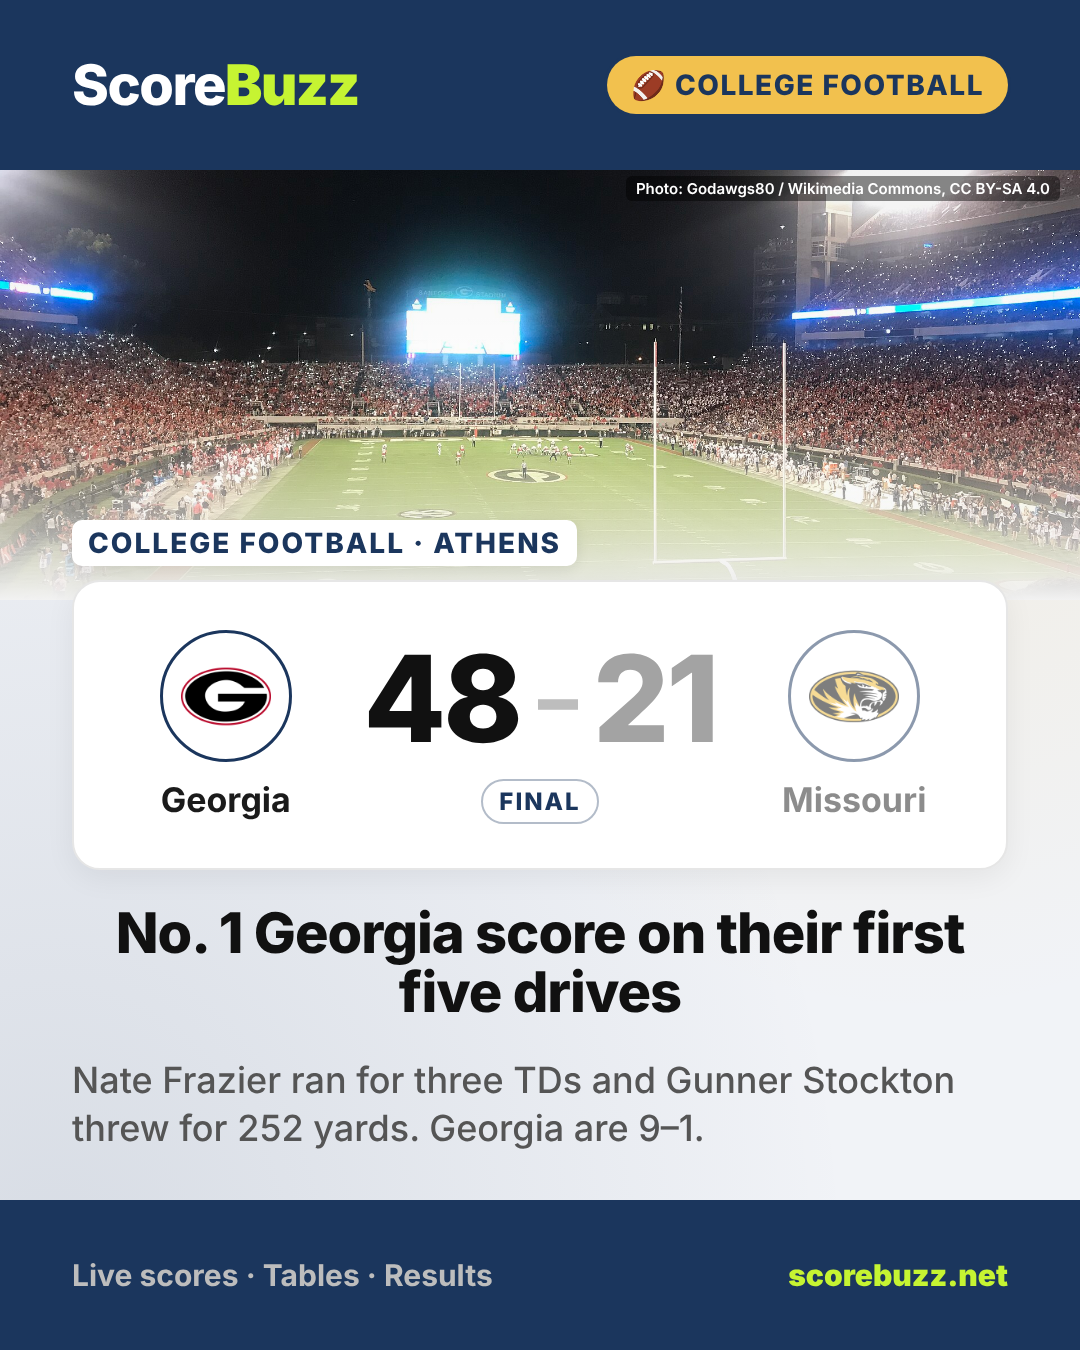 ScoreBuzz
🏈 COLLEGE FOOTBALL
Photo: Godawgs80 / Wikimedia Commons, CC BY-SA 4.0
COLLEGE FOOTBALL · ATHENS
48 – 21
Georgia
FINAL
Missouri
No. 1 Georgia score on their first
five drives
Nate Frazier ran for three TDs and Gunner Stockton
threw for 252 yards. Georgia are 9–1.
Live scores · Tables · Results
scorebuzz.net